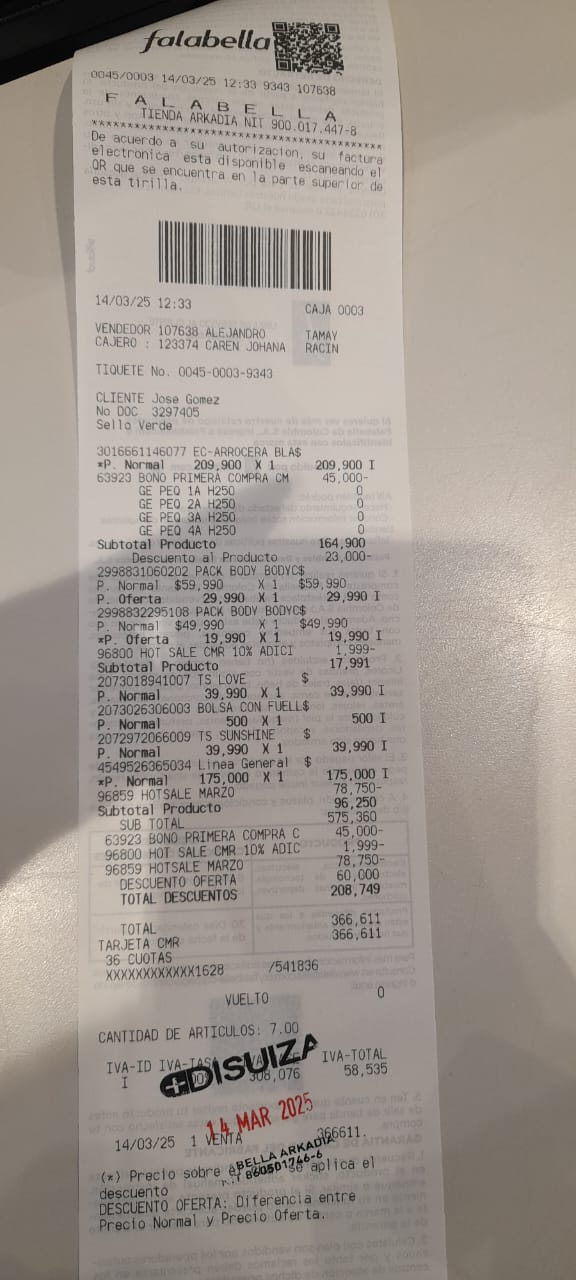 falabella
0045/0003 14/03/25 12:33 9343 107638
F A L A B E L L A
TIENDA ARKADIA NIT 900.017.447-8
****************************************
De acuerdo a su autorizacion, su factura
electronica esta disponible escaneando el
QR que se encuentra en la parte superior de
esta tirilla.
14/03/25 12:33 CAJA 0003
VENDEDOR 107638 ALEJANDRO TAMAY
CAJERO : 123374 CAREN JOHANA RACIN
TIQUETE No. 0045-0003-9343
CLIENTE Jose Gomez
No DOC 3297405
Sello Verde
3016661146077 EC-ARROCERA BLA$
*P. Normal 209,900 X 1 209,900 I
63923 BONO PRIMERA COMPRA CM 45,000-
GE PEQ 1A H250 0
GE PEQ 2A H250 0
GE PEQ 3A H250 0
GE PEQ 4A H250 0
Subtotal Producto 164,900
Descuento al Producto 23,000-
2998831060202 PACK BODY BODYC$
P. Normal $59,990 X 1 $59,990
P. Oferta 29,990 X 1 29,990 I
2998832295108 PACK BODY BODYC$
P. Normal $49,990 X 1 $49,990
*P. Oferta 19,990 X 1 19,990 I
96800 HOT SALE CMR 10% ADICI 1,999-
Subtotal Producto 17,991
2073018941007 TS LOVE $
P. Normal 39,990 X 1 39,990 I
2073026306003 BOLSA CON FUELL$
P. Normal 500 X 1 500 I
2072972066009 TS SUNSHINE $
P. Normal 39,990 X 1 39,990 I
4549526365034 Linea General $
*P. Normal 175,000 X 1 175,000 I
96859 HOTSALE MARZO 78,750-
Subtotal Producto 96,250
SUB TOTAL 575,360
63923 BONO PRIMERA COMPRA C 45,000-
96800 HOT SALE CMR 10% ADIC 1,999-
96859 HOTSALE MARZO 78,750-
DESCUENTO OFERTA 60,000
TOTAL DESCUENTOS 208,749
TOTAL 366,611
TARJETA CMR 366,611
36 CUOTAS
XXXXXXXXXXXX1628 /541836
VUELTO 0
CANTIDAD DE ARTICULOS: 7.00
IVA-ID IVA-TASA IVA-TOTAL
I 308,076 58,535
DISUIZA
14 MAR 2025
14/03/25 1 VENTA 366611.
BELLA ARKADIA
860501746-6
(*) Precio sobre el se aplica el
descuento
DESCUENTO OFERTA: Diferencia entre
Precio Normal y Precio Oferta.